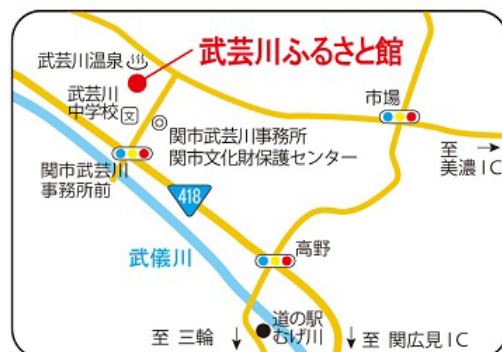 武芸川ふるさと館
武芸川温泉
武芸川
中学校
文
市場
関市武芸川事務所
関市文化財保護センター
至
美濃IC
関市武芸川
事務所前
418
武儀川
高野
道の駅
むげ川
至 三輪
至 関広見IC